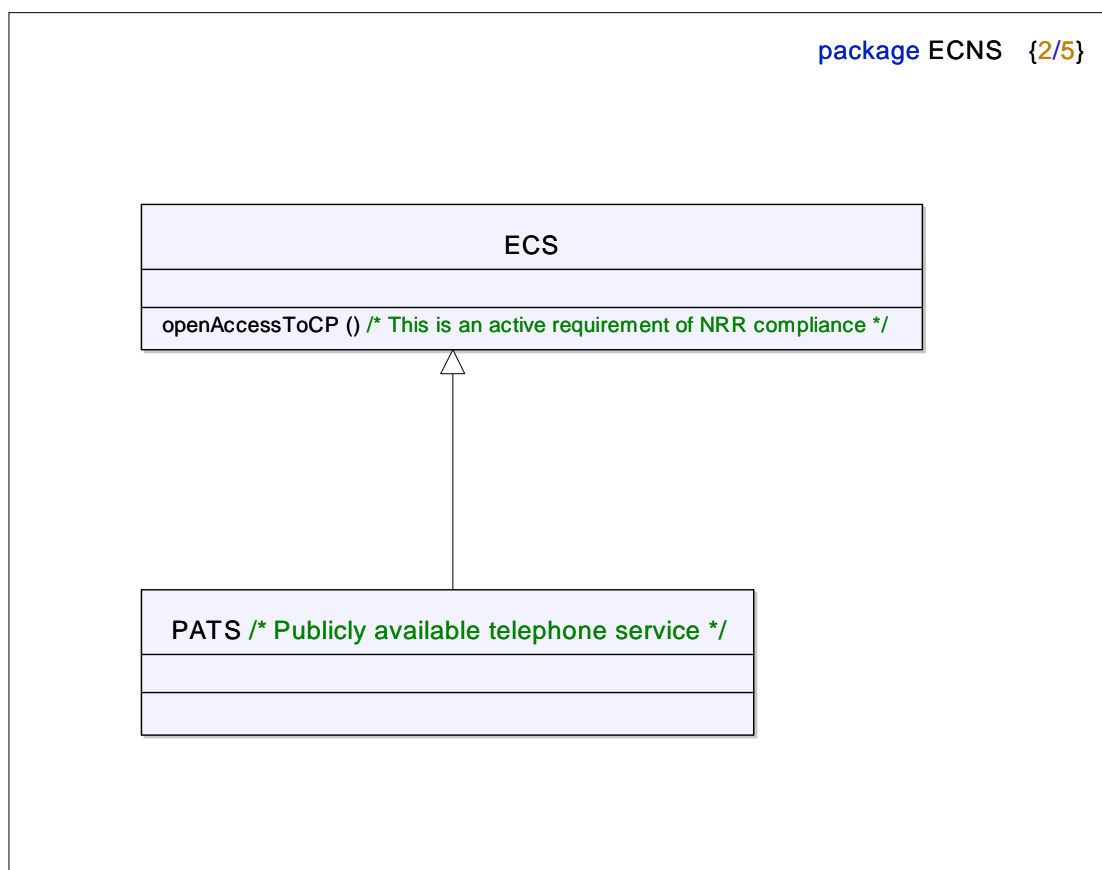 package ECNS {2/5}
ECS
openAccessToCP () /* This is an active requirement of NRR compliance */
PATS /* Publicly available telephone service */